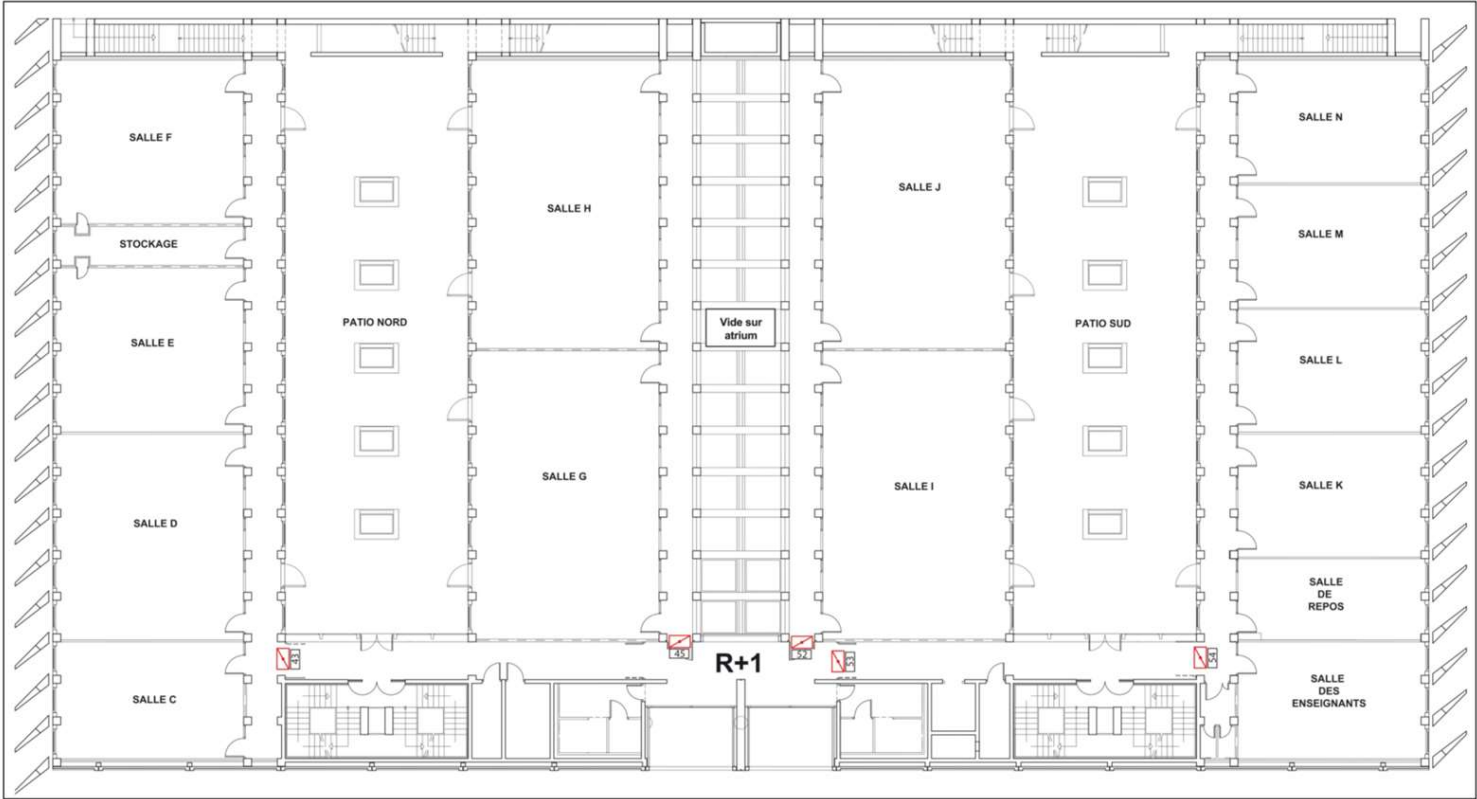 SALLE F
STOCKAGE
SALLE E
SALLE D
SALLE C
PATIO NORD
SALLE H
SALLE G
Vide sur
atrium
SALLE J
SALLE I
PATIO SUD
SALLE N
SALLE M
SALLE L
SALLE K
SALLE
DE
REPOS
SALLE
DES
ENSEIGNANTS
43
45
R+1
52
53
54